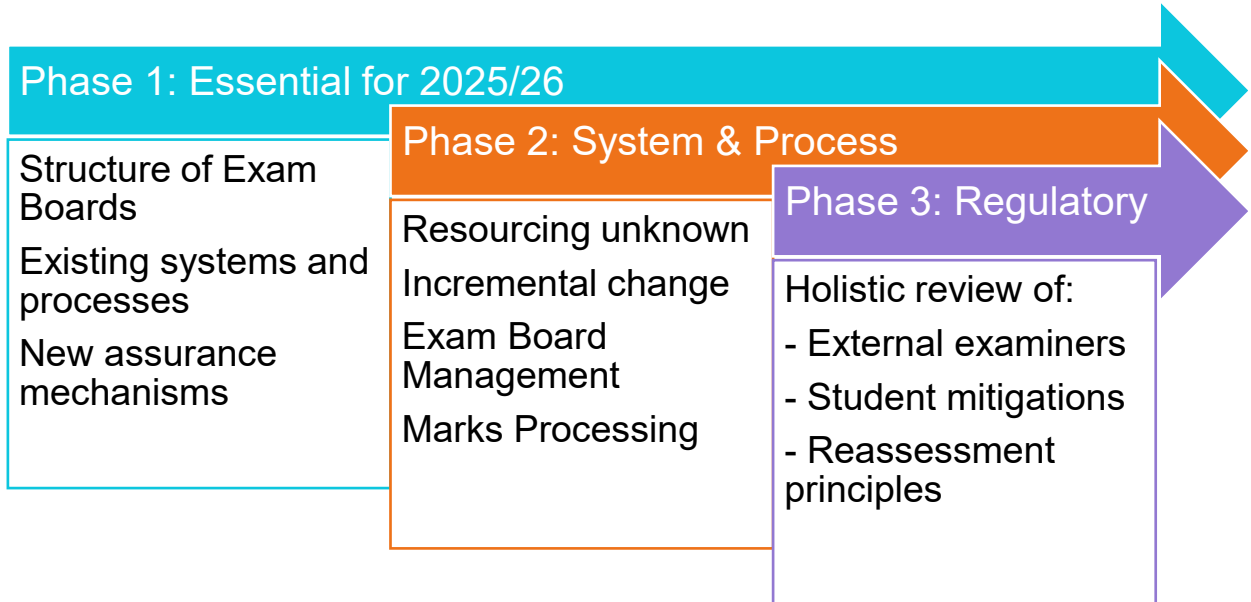 Phase 1: Essential for 2025/26
Structure of Exam
Boards
Existing systems and
processes
New assurance
mechanisms
Phase 2: System & Process
Resourcing unknown
Incremental change
Exam Board
Management
Marks Processing
Phase 3: Regulatory
Holistic review of:
- External examiners
- Student mitigations
- Reassessment
principles